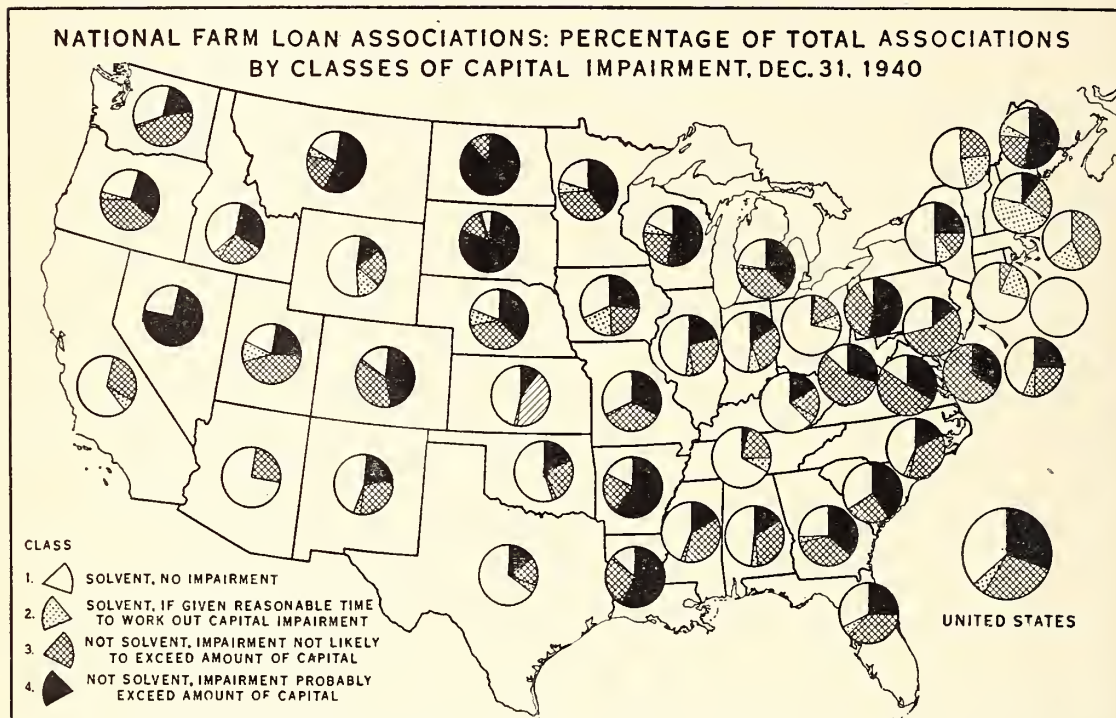 NATIONAL FARM LOAN ASSOCIATIONS: PERCENTAGE OF TOTAL ASSOCIATIONS
BY CLASSES OF CAPITAL IMPAIRMENT, DEC. 31, 1940
CLASS
1. SOLVENT, NO IMPAIRMENT
2. SOLVENT, IF GIVEN REASONABLE TIME
TO WORK OUT CAPITAL IMPAIRMENT
3. NOT SOLVENT, IMPAIRMENT NOT LIKELY
TO EXCEED AMOUNT OF CAPITAL
4. NOT SOLVENT, IMPAIRMENT PROBABLY
EXCEED AMOUNT OF CAPITAL
UNITED STATES